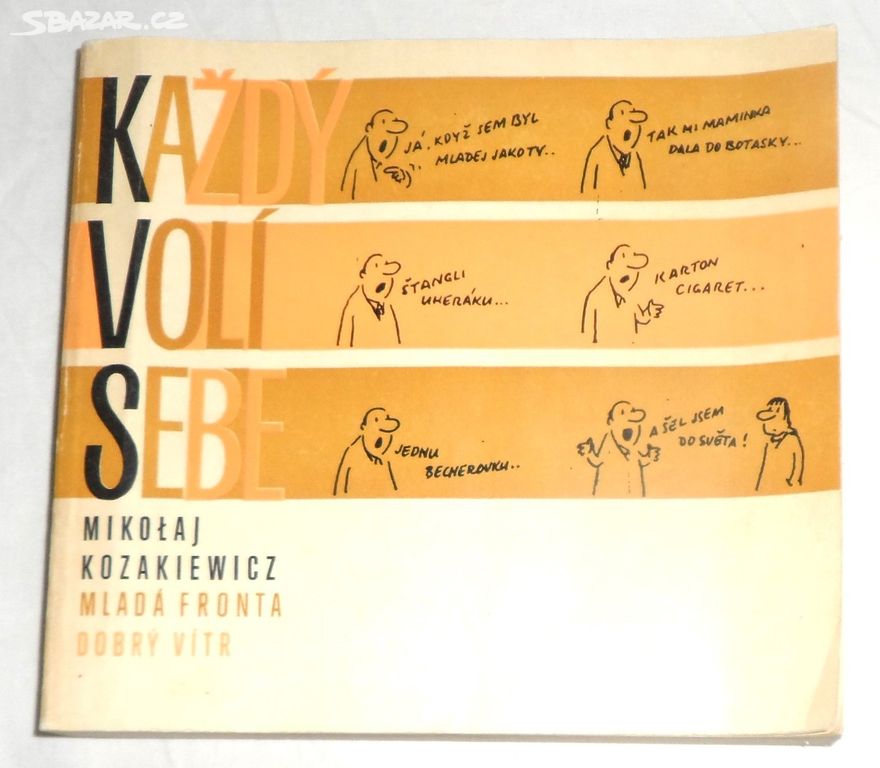 SBAZAR.CZ
KAŽDÝ
JÁ, KDYŽ SEM BYL
MLADEJ JAKO TY..
TAK MI MAMINKA
DALA DO BOTASKY...
VOLÍ
ŠTANGLI
UHERÁKU...
KARTON
CIGARET...
SEBE
JEDNU
BECHEROVKU..
A ŠEL JSEM
DO SVĚTA!
MIKOŁAJ
KOZAKIEWICZ
MLADÁ FRONTA
DOBRÝ VÍTR